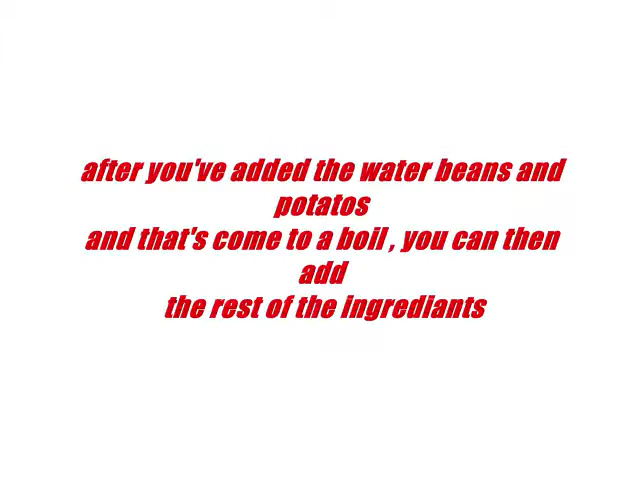 after you've added the water beans and
potatos
and that's come to a boil , you can then
add
the rest of the ingrediants